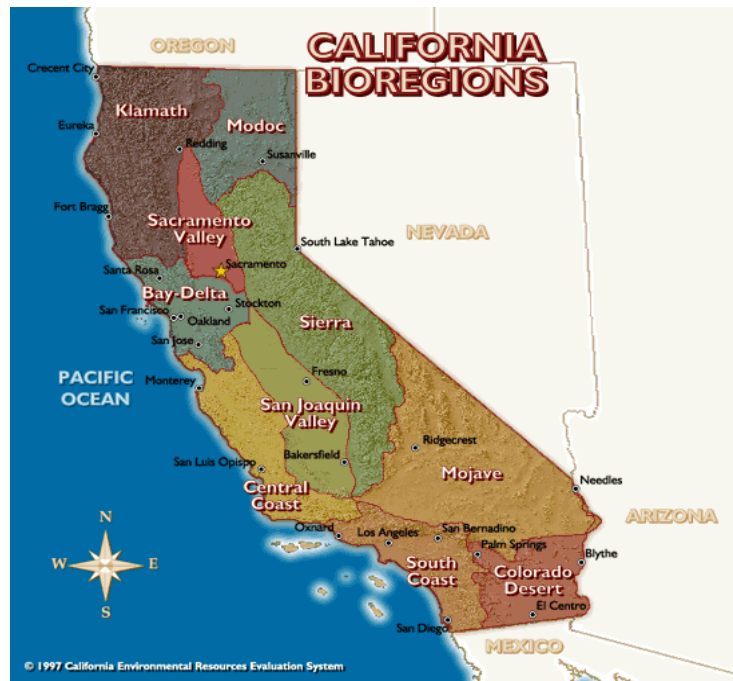 OREGON
CALIFORNIA
BIOREGIONS
Crecent City
Klamath
Modoc
Eureka
Redding
Susanville
Fort Bragg
Sacramento
Valley
NEVADA
South Lake Tahoe
Sacramento
Santa Rosa
Bay-Delta
Stockton
San Francisco
Oakland
Sierra
San Jose
PACIFIC
OCEAN
Monterey
Fresno
San Joaquin
Valley
Ridgecrest
Bakersfield
San Luis Opispo
Mojave
Needles
Central
Coast
N
ARIZONA
Oxnard
Los Angeles
San Bernadino
Palm Springs
Blythe
W
E
South
Coast
Colorado
Desert
S
El Centro
San Diego
MEXICO
© 1997 California Environmental Resources Evaluation System